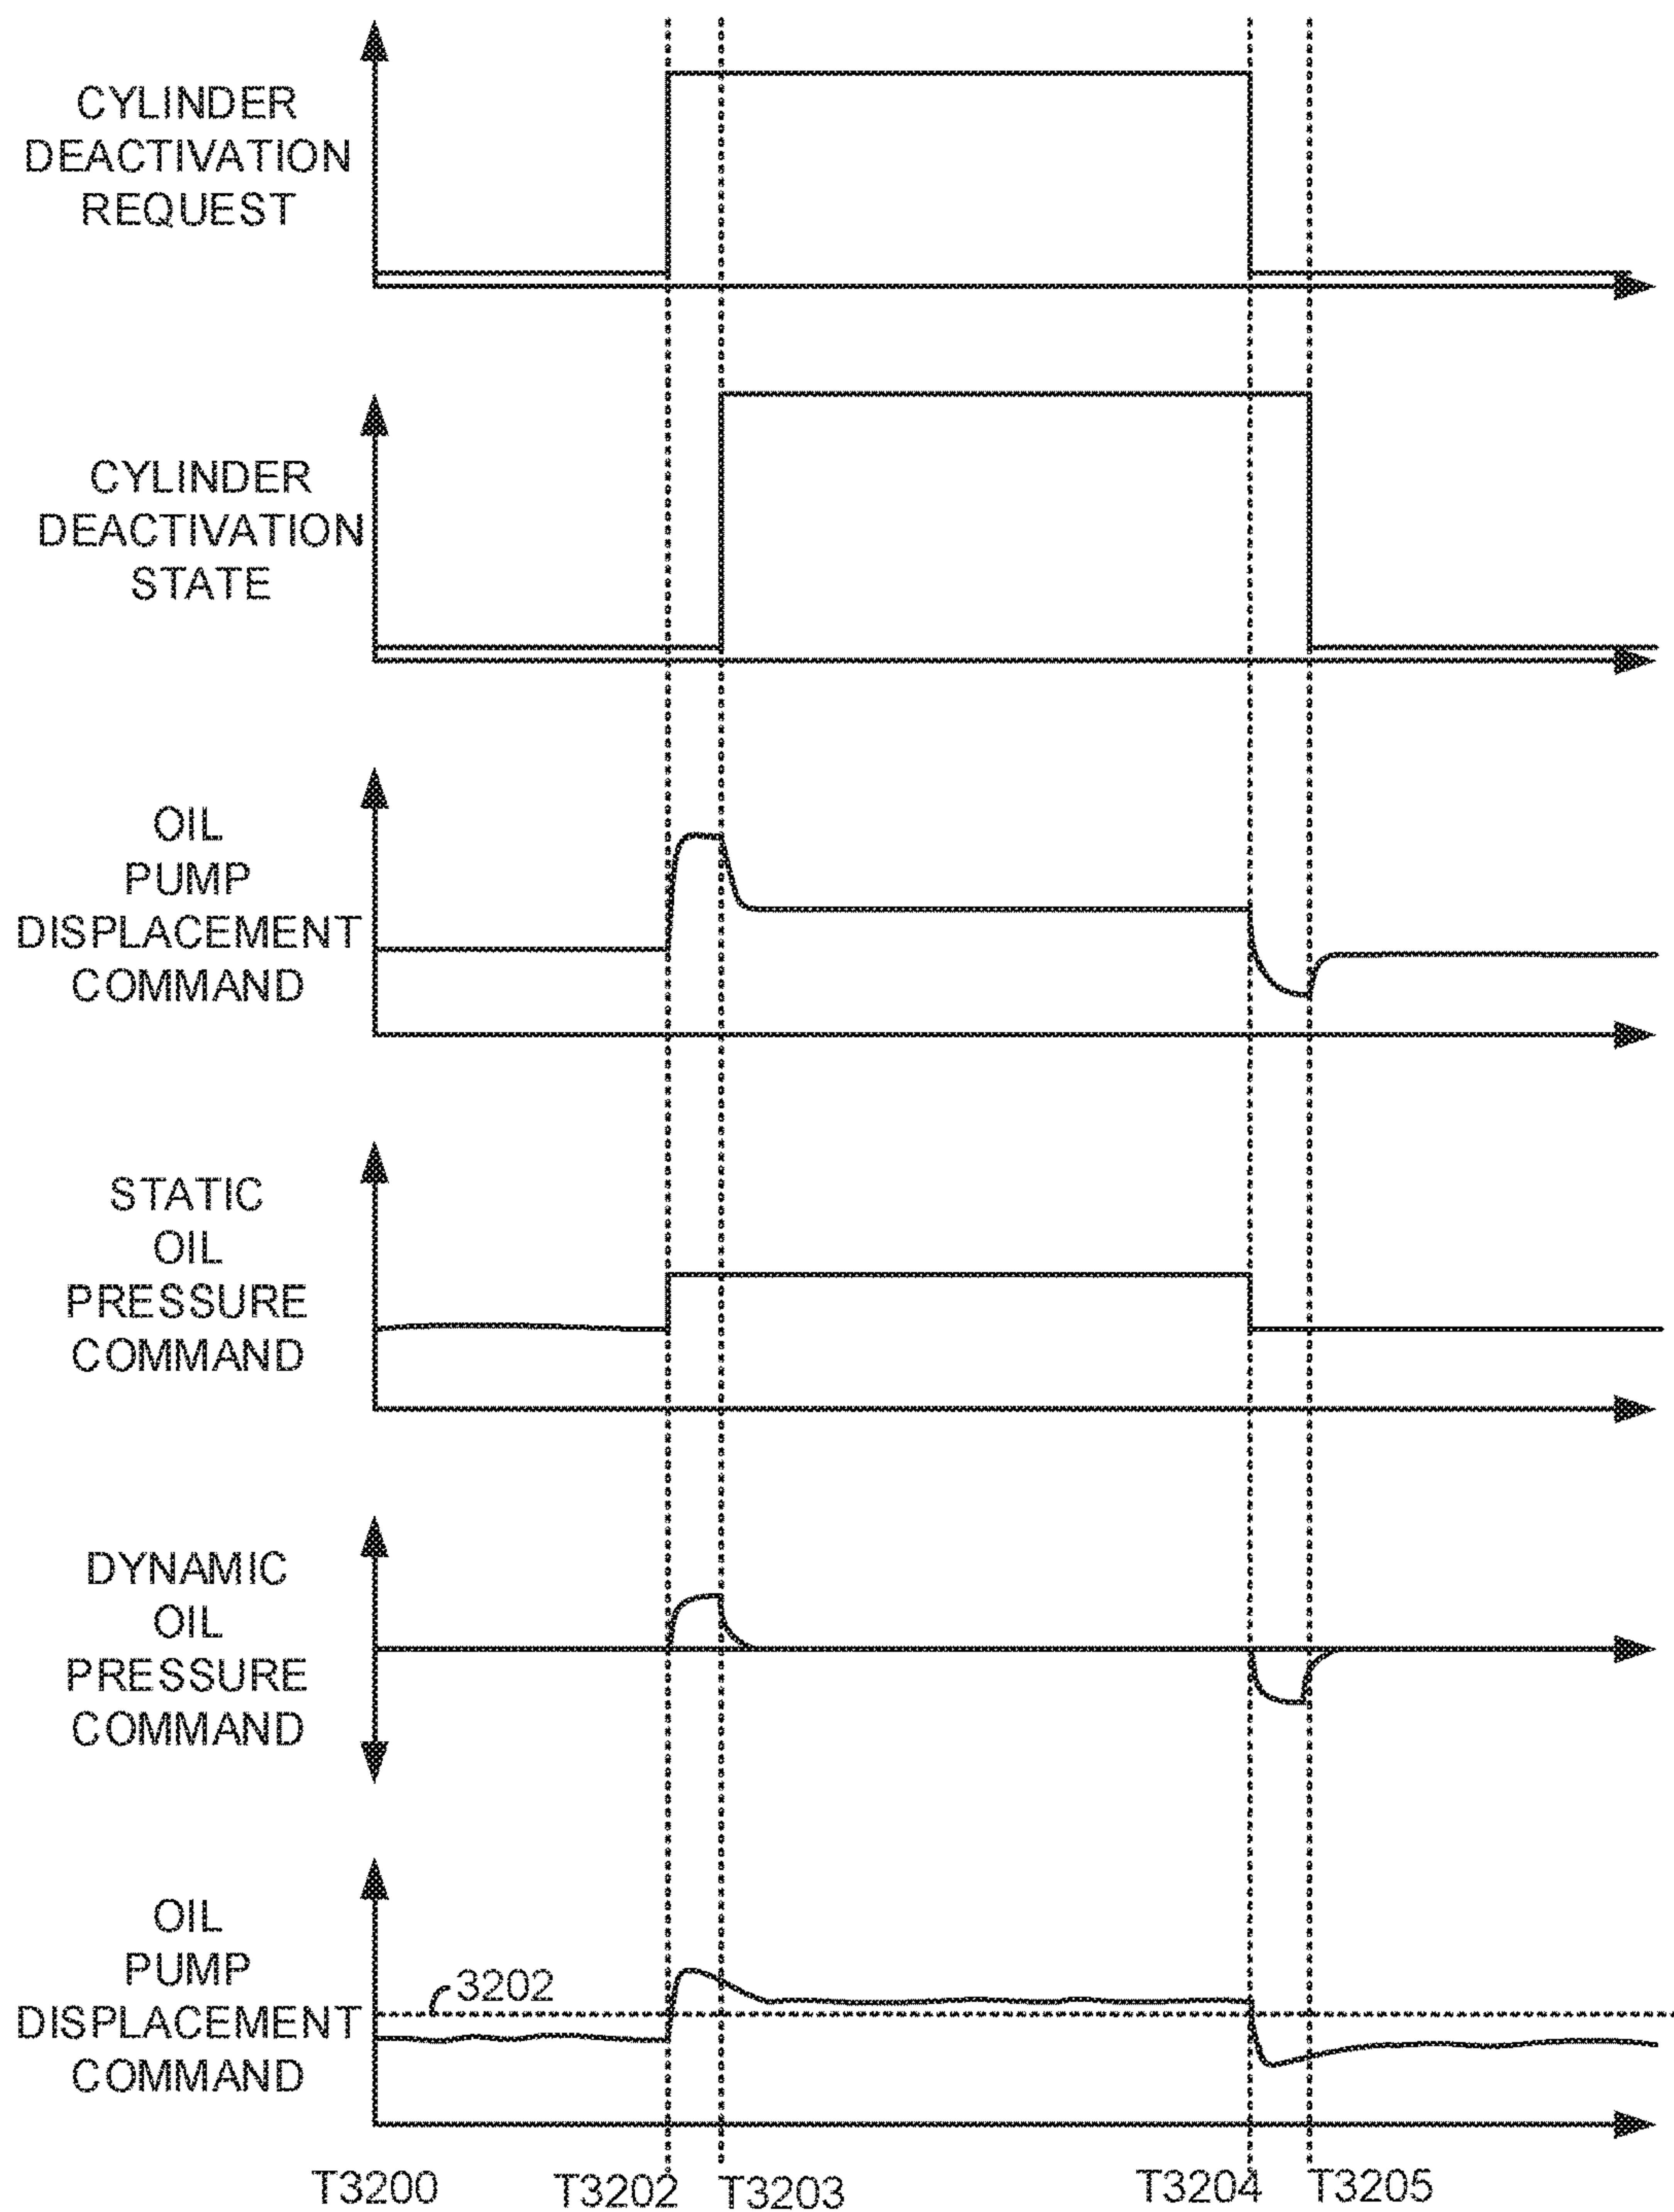 CYLINDER
DEACTIVATION
REQUEST
CYLINDER
DEACTIVATION
STATE
OIL
PUMP
DISPLACEMENT
COMMAND
STATIC
OIL
PRESSURE
COMMAND
DYNAMIC
OIL
PRESSURE
COMMAND
OIL
PUMP
DISPLACEMENT
COMMAND
3202
T3200 T3202 T3203 T3204 T3205